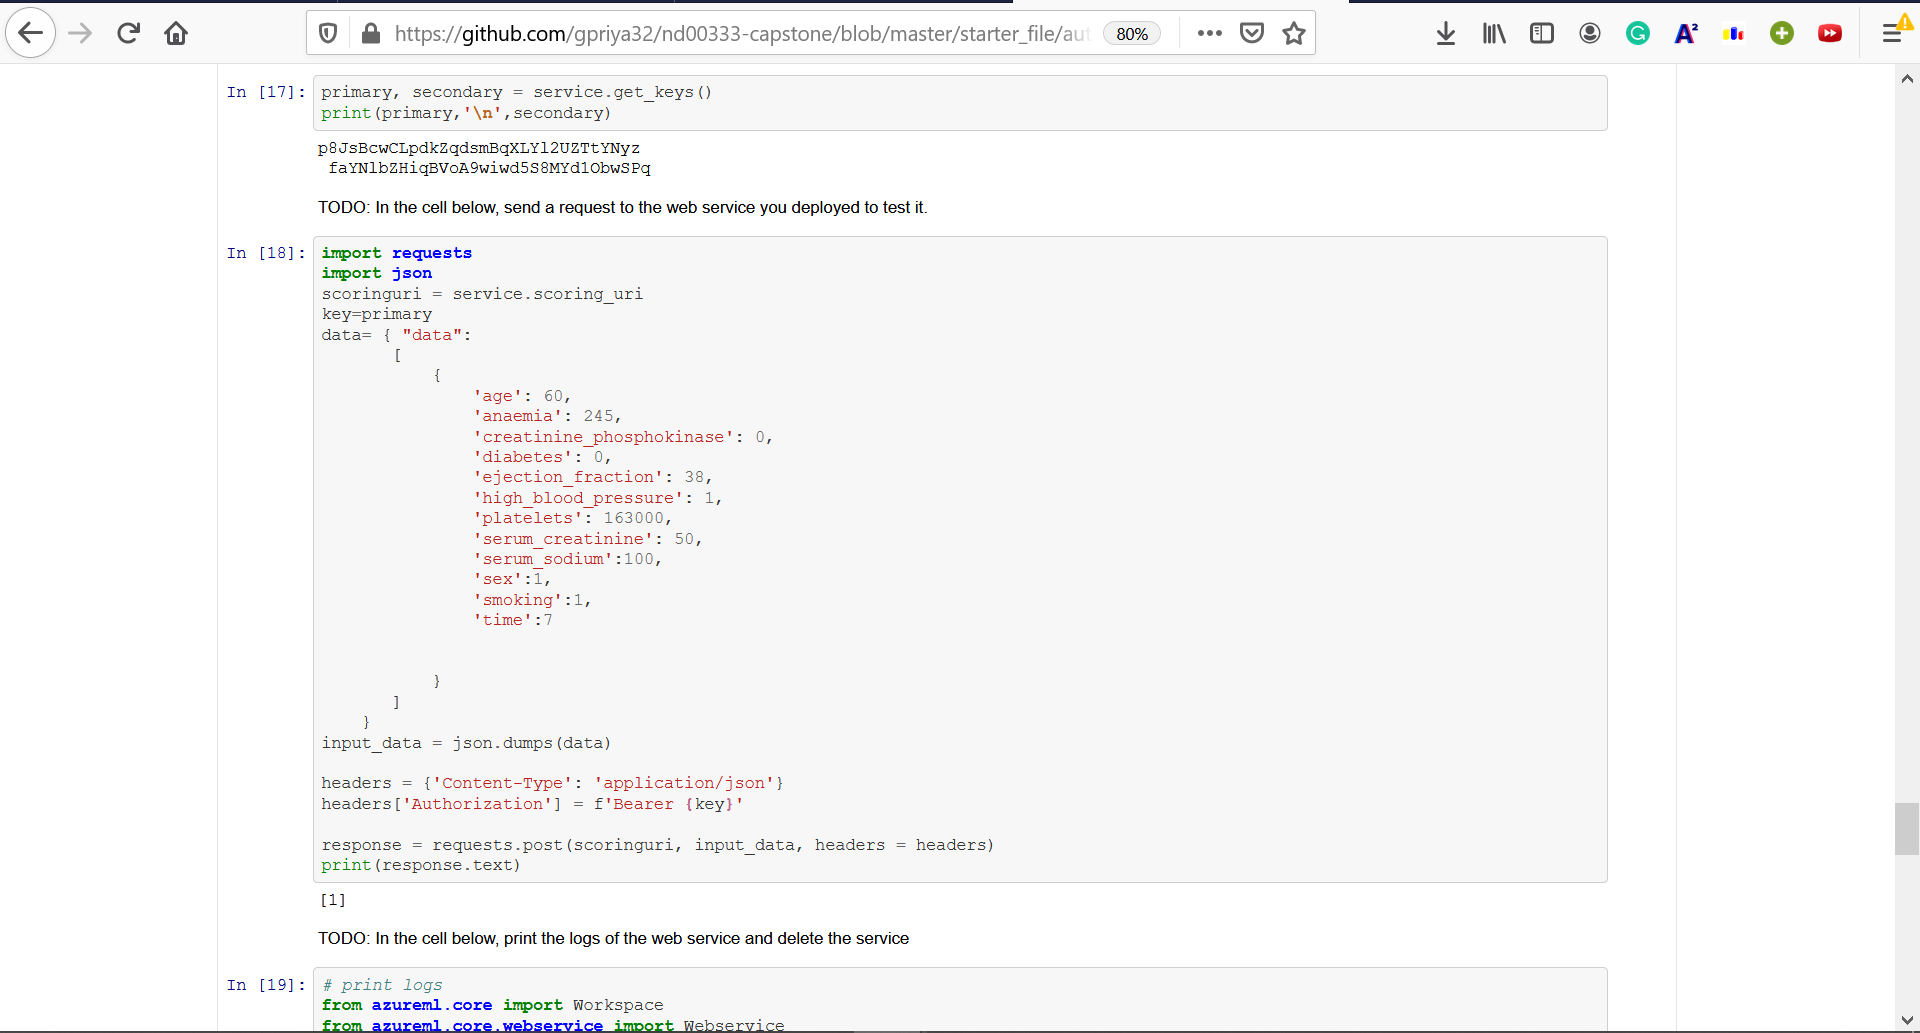 https://github.com/gpriya32/nd00333-capstone/blob/master/starter_file/aut
80%
In [17]:
primary, secondary = service.get_keys()
print(primary,'\n',secondary)
p8JsBcwCLpdkZqdsmBqXLYl2UZTtYNyz
faYNlbZHiqBVoA9wiwd5S8MYd1ObwSPq
TODO: In the cell below, send a request to the web service you deployed to test it.
In [18]:
import requests
import json
scoringuri = service.scoring_uri
key=primary
data= { "data":
[
{
'age': 60,
'anaemia': 245,
'creatinine_phosphokinase': 0,
'diabetes': 0,
'ejection_fraction': 38,
'high_blood_pressure': 1,
'platelets': 163000,
'serum_creatinine': 50,
'serum_sodium':100,
'sex':1,
'smoking':1,
'time':7
}
]
}
input_data = json.dumps(data)
headers = {'Content-Type': 'application/json'}
headers['Authorization'] = f'Bearer {key}'
response = requests.post(scoringuri, input_data, headers = headers)
print(response.text)
[1]
TODO: In the cell below, print the logs of the web service and delete the service
In [19]:
# print logs
from azureml.core import Workspace
from azureml.core.webservice import Webservice